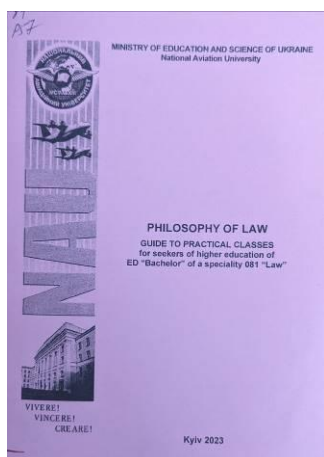 А7
MINISTRY OF EDUCATION AND SCIENCE OF UKRAINE
National Aviation University
NAU
PHILOSOPHY OF LAW
GUIDE TO PRACTICAL CLASSES
for seekers of higher education of
ED "Bachelor" of a speciality 081 "Law"
VIVERE!
VINCERE!
CREARE!
Kyiv 2023